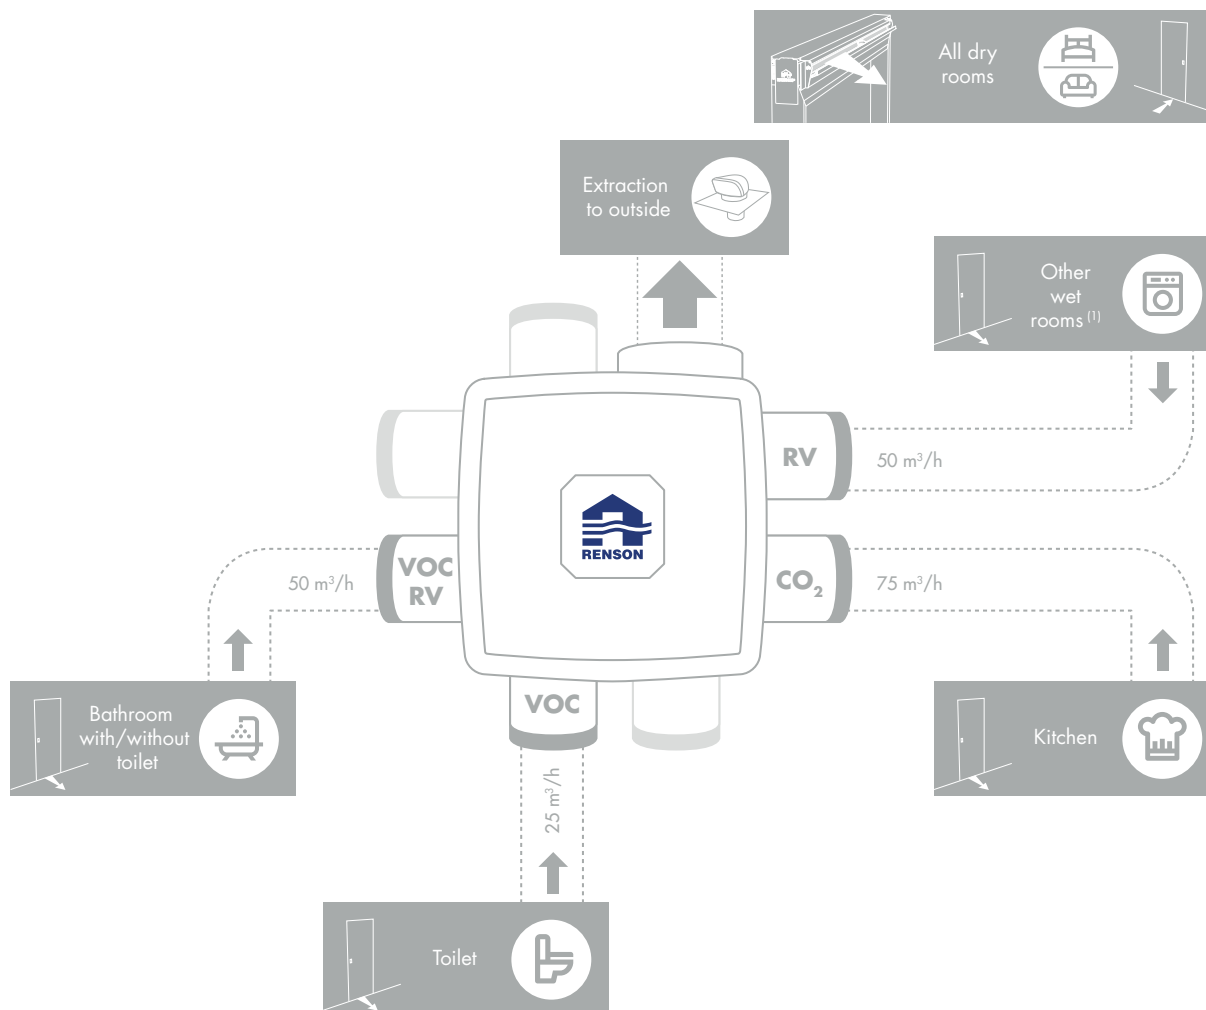 All dry
rooms
Extraction
to outside
Other
wet
rooms (1)
RV
50 m³/h
RENSON
VOC
RV
50 m³/h
CO₂
75 m³/h
VOC
Bathroom
with/without
toilet
Kitchen
25 m³/h
Toilet